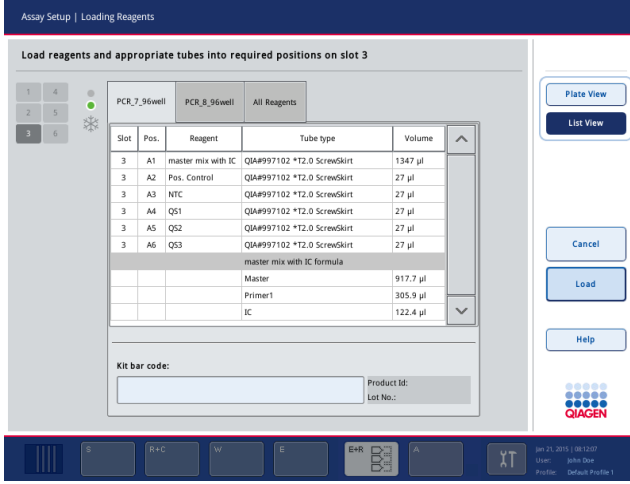 Assay Setup | Loading Reagents
Load reagents and appropriate tubes into required positions on slot 3
1 4
2 5
3 6
PCR_7_96well PCR_8_96well All Reagents
Slot Pos. Reagent Tube type Volume
3 A1 master mix with IC QIA#997102 *T2.0 ScrewSkirt 1347 µl
3 A2 Pos. Control QIA#997102 *T2.0 ScrewSkirt 27 µl
3 A3 NTC QIA#997102 *T2.0 ScrewSkirt 27 µl
3 A4 QS1 QIA#997102 *T2.0 ScrewSkirt 27 µl
3 A5 QS2 QIA#997102 *T2.0 ScrewSkirt 27 µl
3 A6 QS3 QIA#997102 *T2.0 ScrewSkirt 27 µl
master mix with IC formula
Master 917.7 µl
Primer1 305.9 µl
IC 122.4 µl
Kit bar code:
Product Id:
Lot No.:
Plate View
List View
Cancel
Load
Help
QIAGEN
S R+C W E E+R A
Jan 21, 2015 | 08:12:07
User: John Doe
Profile: Default Profile 1